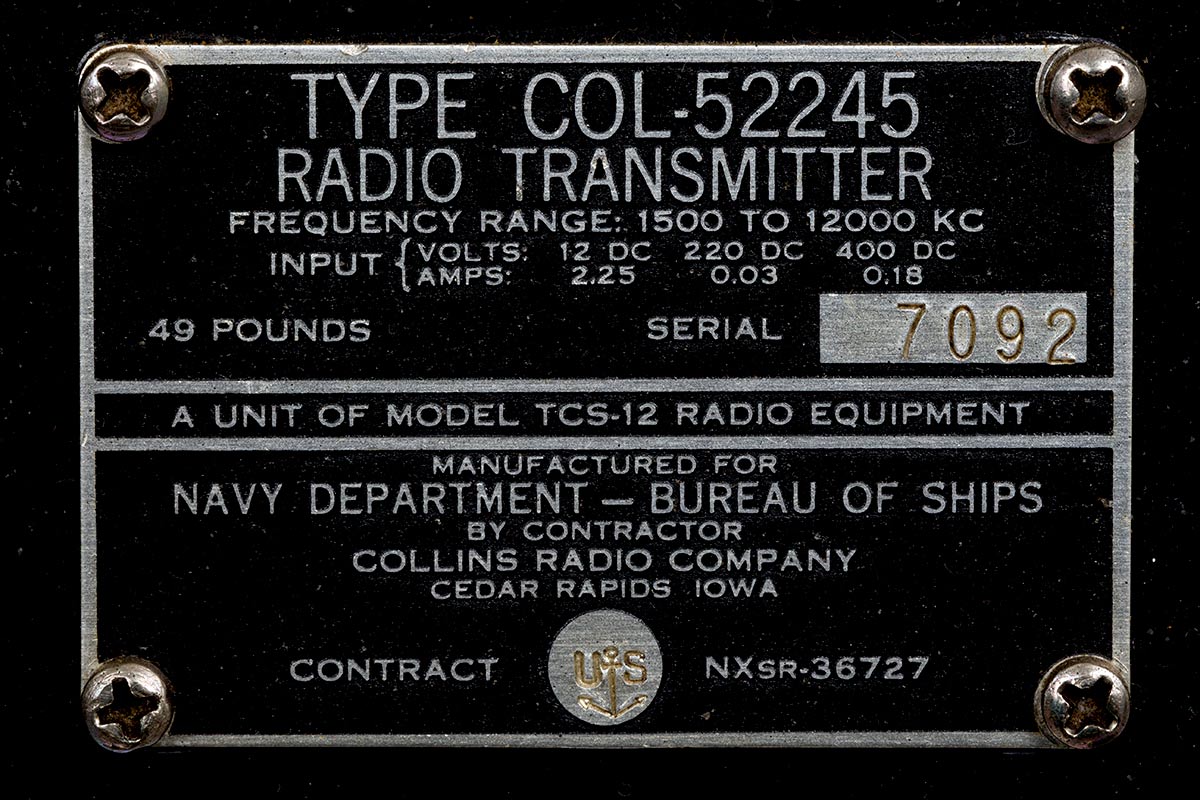 TYPE COL-52245
RADIO TRANSMITTER
FREQUENCY RANGE: 1500 TO 12000 KC
INPUT { VOLTS: 12 DC 220 DC 400 DC
AMPS: 2.25 0.03 0.18
49 POUNDS SERIAL 7092
A UNIT OF MODEL TCS-12 RADIO EQUIPMENT
MANUFACTURED FOR
NAVY DEPARTMENT — BUREAU OF SHIPS
BY CONTRACTOR
COLLINS RADIO COMPANY
CEDAR RAPIDS IOWA
CONTRACT US NXSR-36727